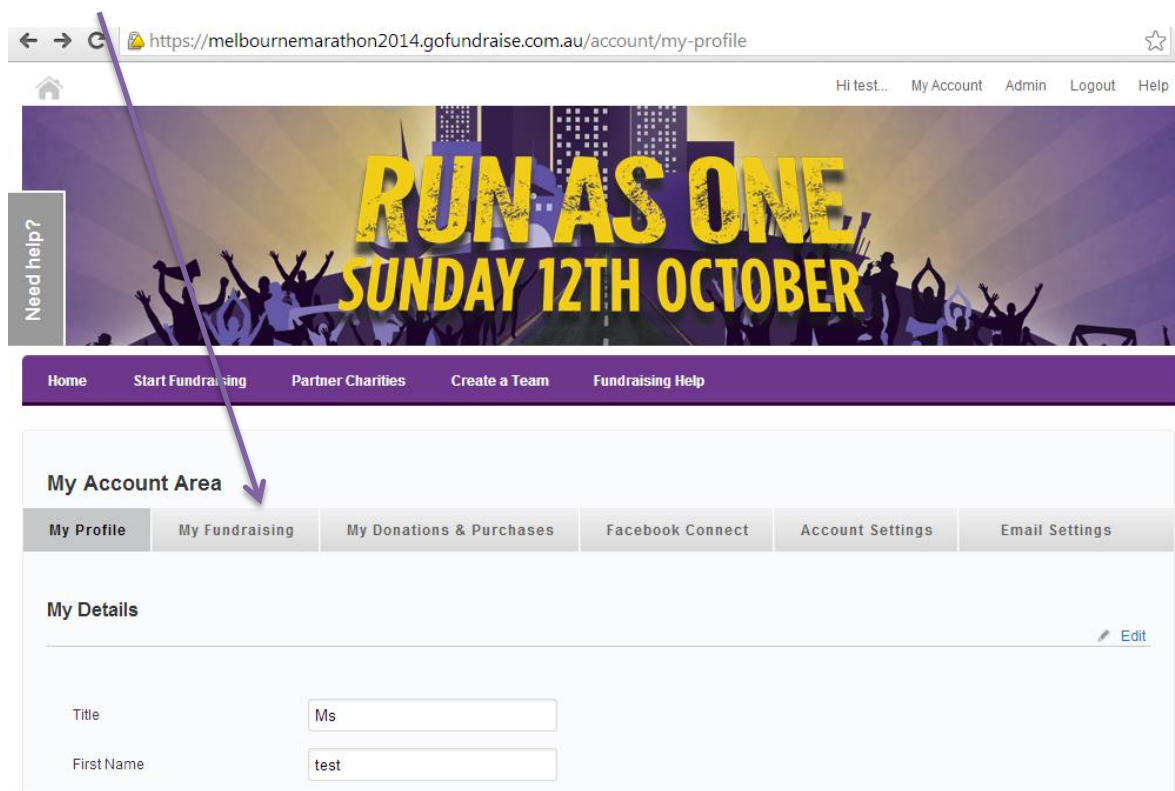 https://melbournemarathon2014.gofundraise.com.au/account/my-profile
Hi test... My Account Admin Logout Help
RUN AS ONE
SUNDAY 12TH OCTOBER
Need help?
Home Start Fundraising Partner Charities Create a Team Fundraising Help
My Account Area
My Profile My Fundraising My Donations & Purchases Facebook Connect Account Settings Email Settings
My Details
Edit
Title Ms
First Name test